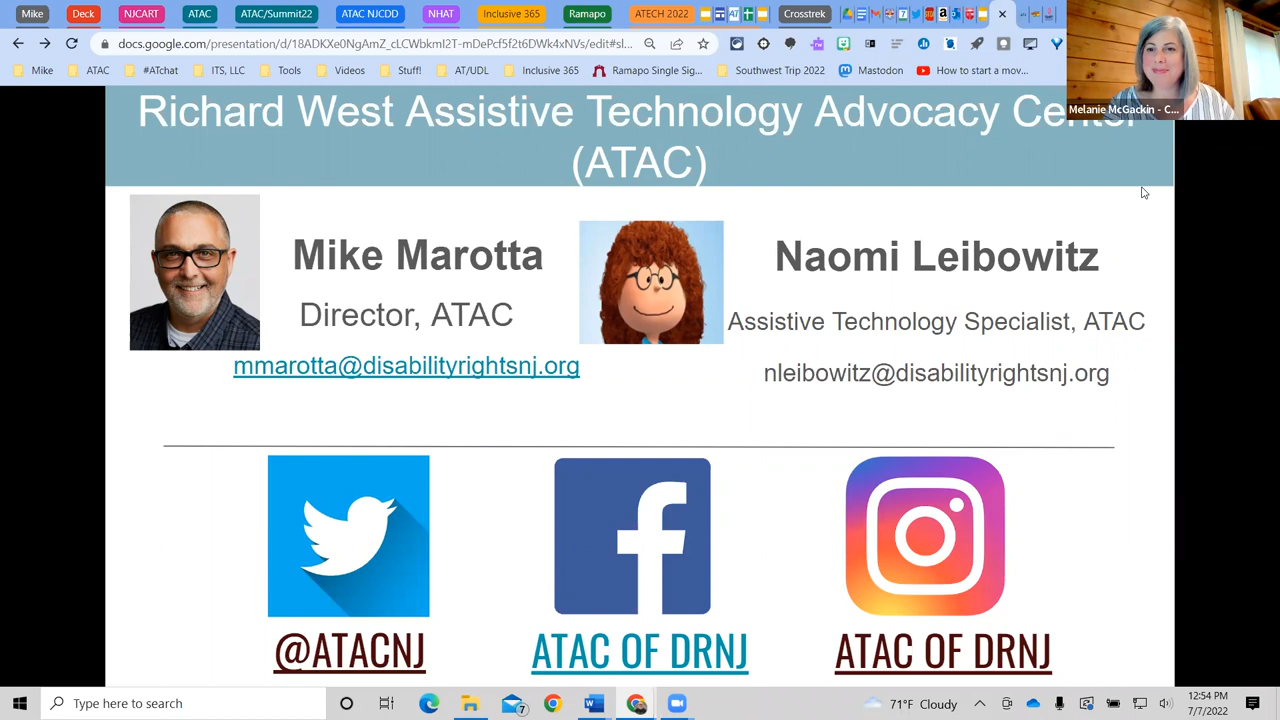 Mike
Deck
NJCART
ATAC
ATAC/Summit22
ATAC NJCDD
NHAT
Inclusive 365
Ramapo
ATECH 2022
Crosstrek
docs.google.com/presentation/d/18ADKXe0NgAmZ_cLCWbkmI2T-mDePcf5f2t6DWk4xNVs/edit#sl...
Mike
ATAC
#ATchat
ITS, LLC
Tools
Videos
Stuff!
AT/UDL
Inclusive 365
Ramapo Single Sig...
Southwest Trip 2022
Mastodon
How to start a mov...
Melanie McGackin - C...
Richard West Assistive Technology Advocacy Center
(ATAC)
Mike Marotta
Director, ATAC
mmarotta@disabilityrightsnj.org
Naomi Leibowitz
Assistive Technology Specialist, ATAC
nleibowitz@disabilityrightsnj.org
@ATACNJ
ATAC OF DRNJ
ATAC OF DRNJ
Type here to search
7
71°F Cloudy
12:54 PM
7/7/2022